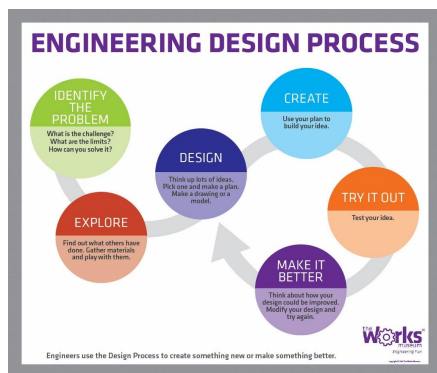 ENGINEERING DESIGN PROCESS
IDENTIFY
THE
PROBLEM
What is the challenge?
What are the limits?
How can you solve it?
EXPLORE
Find out what others have
done. Gather materials
and play with them.
DESIGN
Think up lots of ideas.
Pick one and make a plan.
Make a drawing or a
model.
CREATE
Use your plan to
build your idea.
TRY IT OUT
Test your idea.
MAKE IT
BETTER
Think about how your
design could be improved.
Modify your design and
try again.
Engineers use the Design Process to create something new or make something better.
the
Works
museum
Engineering Fun